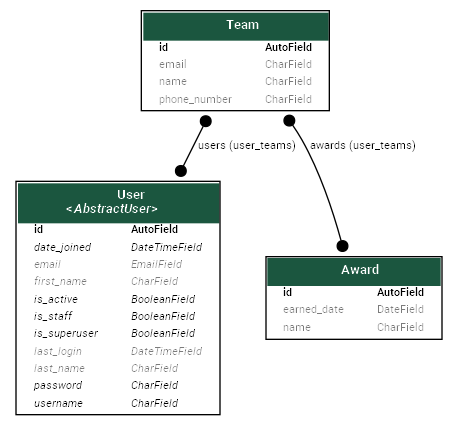 Team
id AutoField
email CharField
name CharField
phone_number CharField
users (user_teams) awards (user_teams)
User
<AbstractUser>
id AutoField
date_joined DateTimeField
email EmailField
first_name CharField
is_active BooleanField
is_staff BooleanField
is_superuser BooleanField
last_login DateTimeField
last_name CharField
password CharField
username CharField
Award
id AutoField
earned_date DateField
name CharField